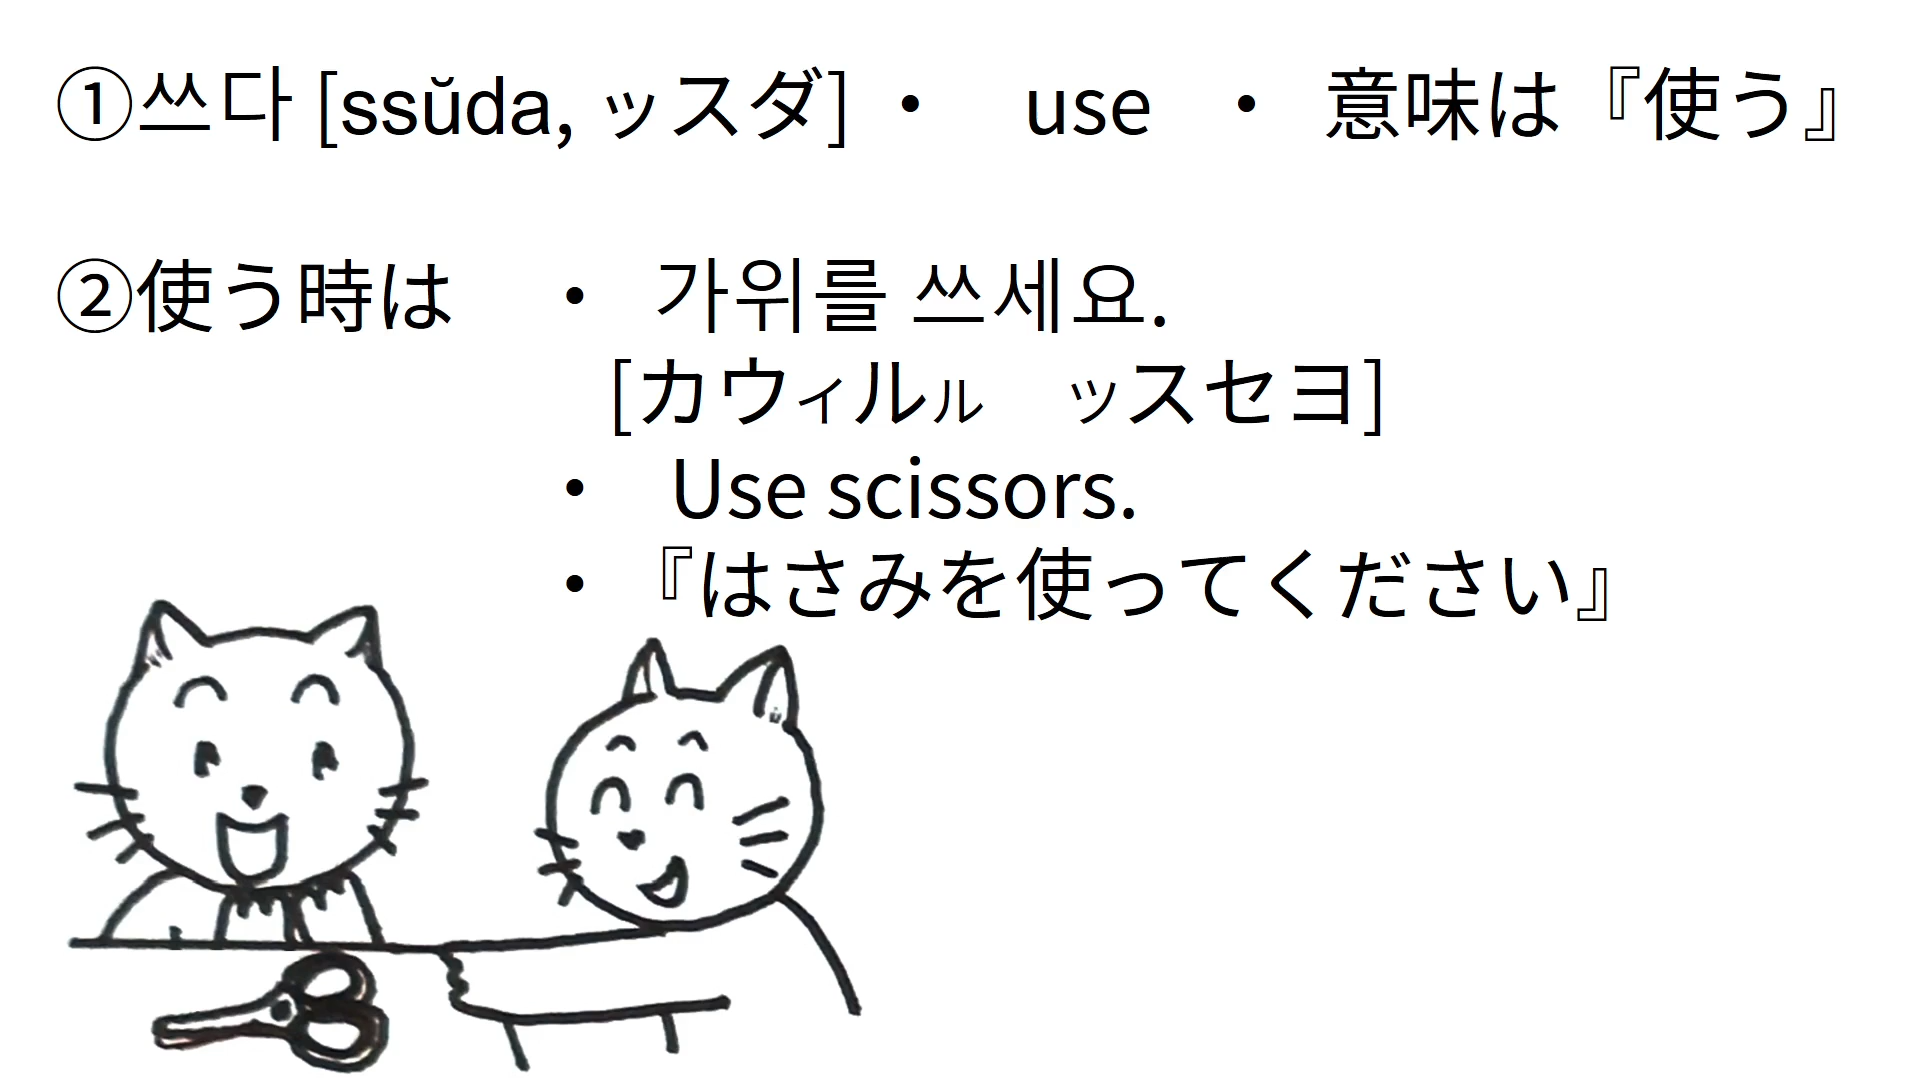 ①쓰다 [ssŭda, ッスダ] ・ use ・ 意味は『使う』
②使う時は ・ 가위를 쓰세요.
[カウィルル ッスセヨ]
・ Use scissors.
・『はさみを使ってください』